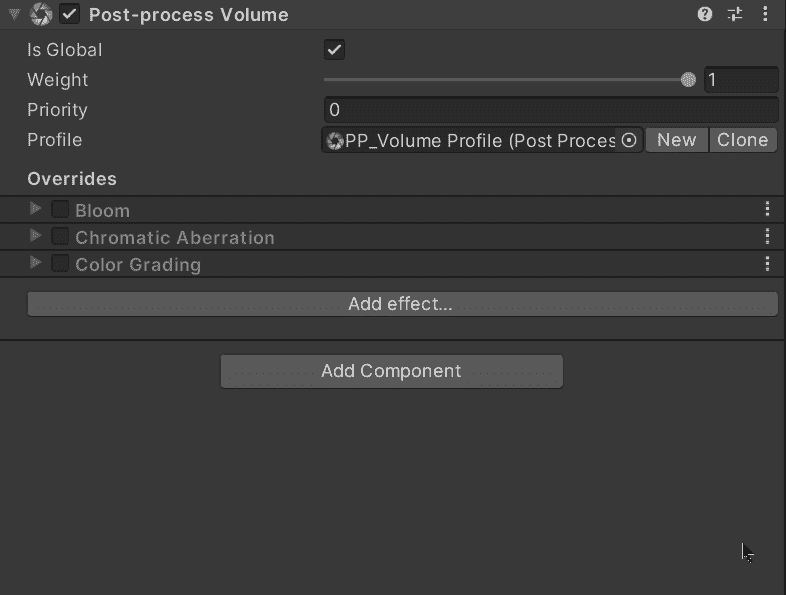 Post-process Volume
Is Global
Weight 1
Priority 0
Profile PP_Volume Profile (Post Proces New Clone
Overrides
Bloom
Chromatic Aberration
Color Grading
Add effect...
Add Component